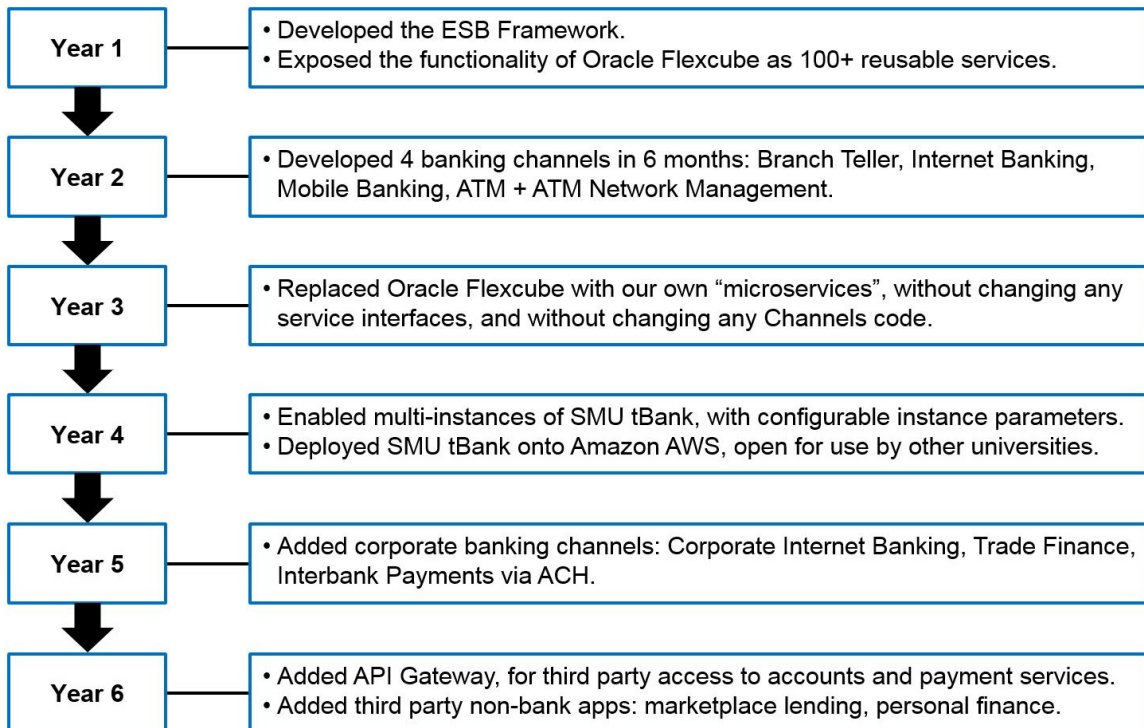 Year 1
• Developed the ESB Framework.
• Exposed the functionality of Oracle Flexcube as 100+ reusable services.
Year 2
• Developed 4 banking channels in 6 months: Branch Teller, Internet Banking,
Mobile Banking, ATM + ATM Network Management.
Year 3
• Replaced Oracle Flexcube with our own “microservices”, without changing any
service interfaces, and without changing any Channels code.
Year 4
• Enabled multi-instances of SMU tBank, with configurable instance parameters.
• Deployed SMU tBank onto Amazon AWS, open for use by other universities.
Year 5
• Added corporate banking channels: Corporate Internet Banking, Trade Finance,
Interbank Payments via ACH.
Year 6
• Added API Gateway, for third party access to accounts and payment services.
• Added third party non-bank apps: marketplace lending, personal finance.